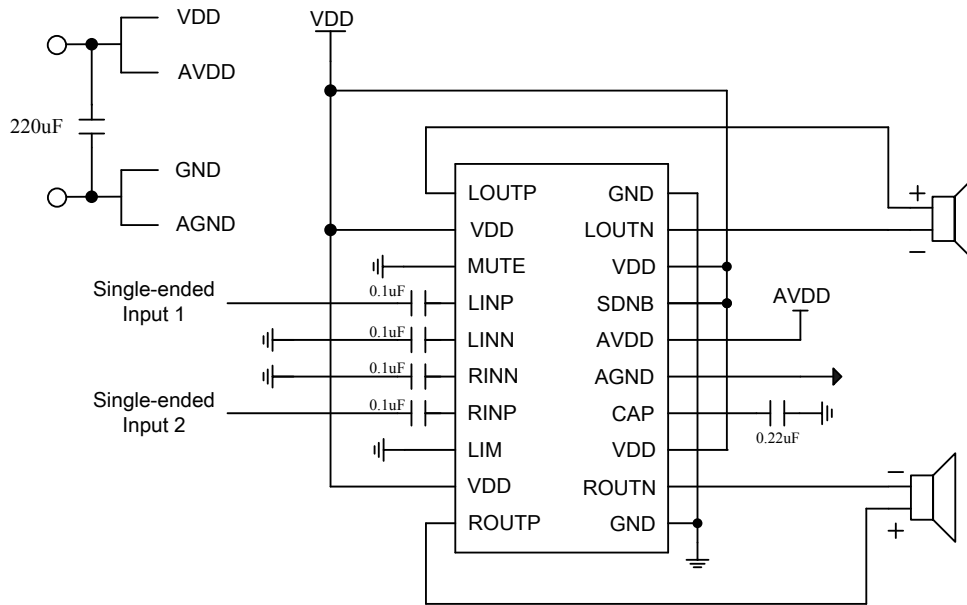 VDD
AVDD
220uF
GND
AGND
VDD
LOUTP
VDD
MUTE
LINP
LINN
RINN
RINP
LIM
VDD
ROUTP
GND
LOUTN
VDD
SDNB
AVDD
AGND
CAP
VDD
ROUTN
GND
Single-ended
Input 1
Single-ended
Input 2
0.1uF
0.1uF
0.1uF
0.1uF
AVDD
0.22uF
+
−
−
+